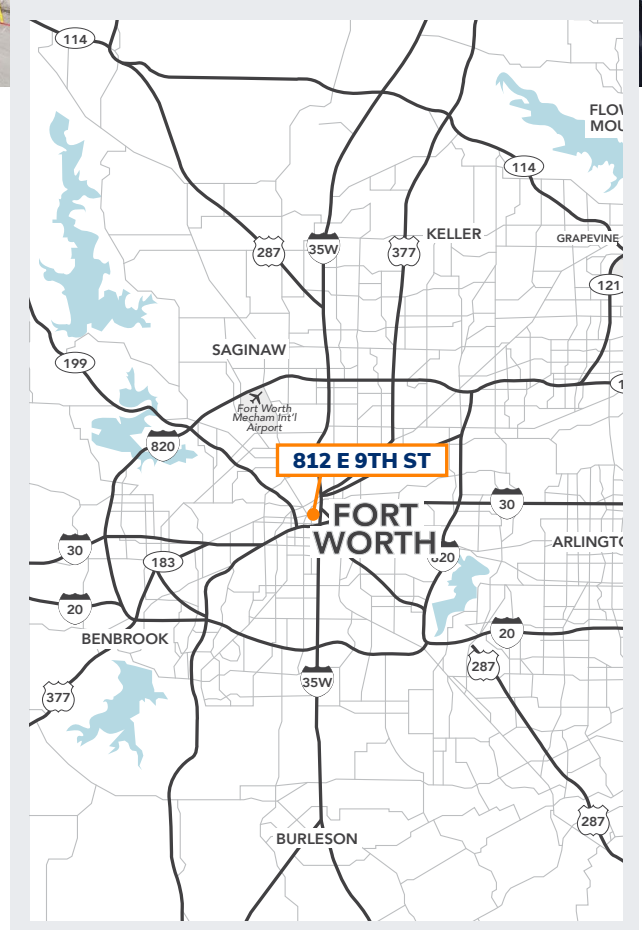 114
FLOW
MOU
114
KELLER
287
35W
377
GRAPEVINE
121
SAGINAW
199
1
Fort Worth
Mecham Int'l
Airport
820
812 E 9TH ST
30
FORT
WORTH
30
820
ARLINGTO
183
20
20
BENBROOK
287
35W
377
287
BURLESON